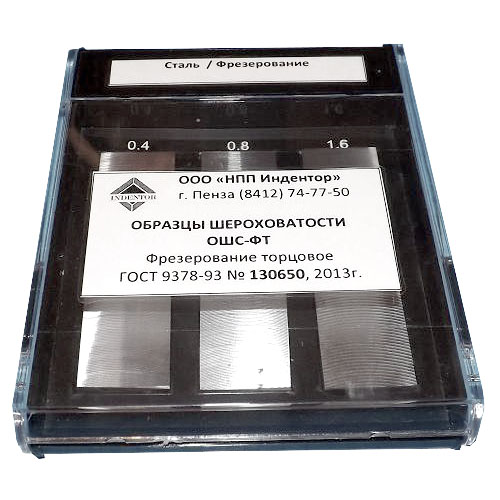 Сталь / Фрезерование
0.4 0.8 1.6
ООО «НПП Индентор»
г. Пенза (8412) 74-77-50
INDENTOR
ОБРАЗЦЫ ШЕРОХОВАТОСТИ
ОШС-ФТ
Фрезерование торцовое
ГОСТ 9378-93 № 130650, 2013г.